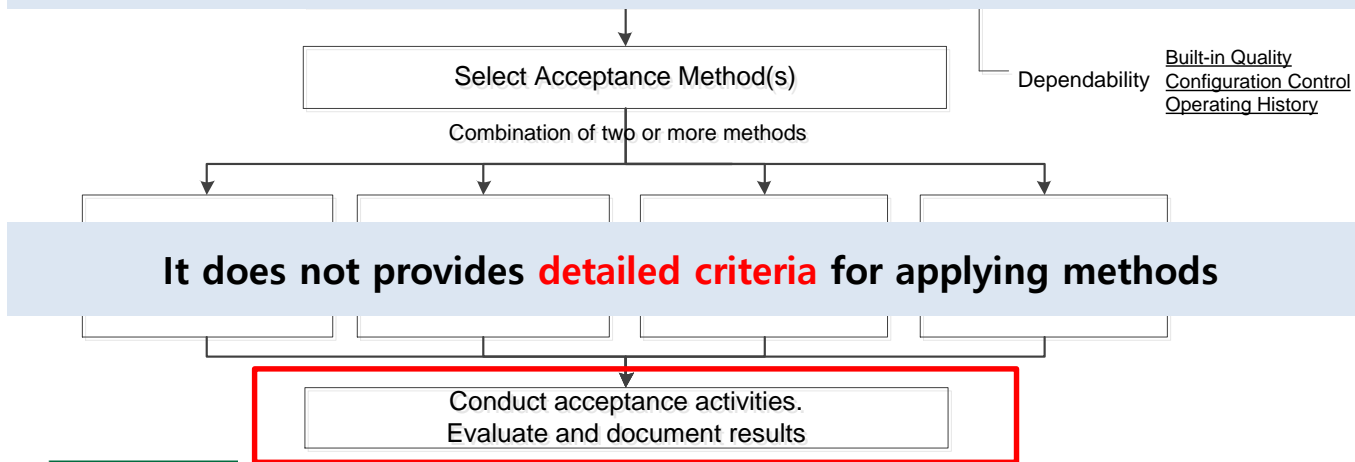 Select Acceptance Method(s)
Dependability
Built-in Quality
Configuration Control
Operating History
Combination of two or more methods
It does not provides detailed criteria for applying methods
Conduct acceptance activities.
Evaluate and document results